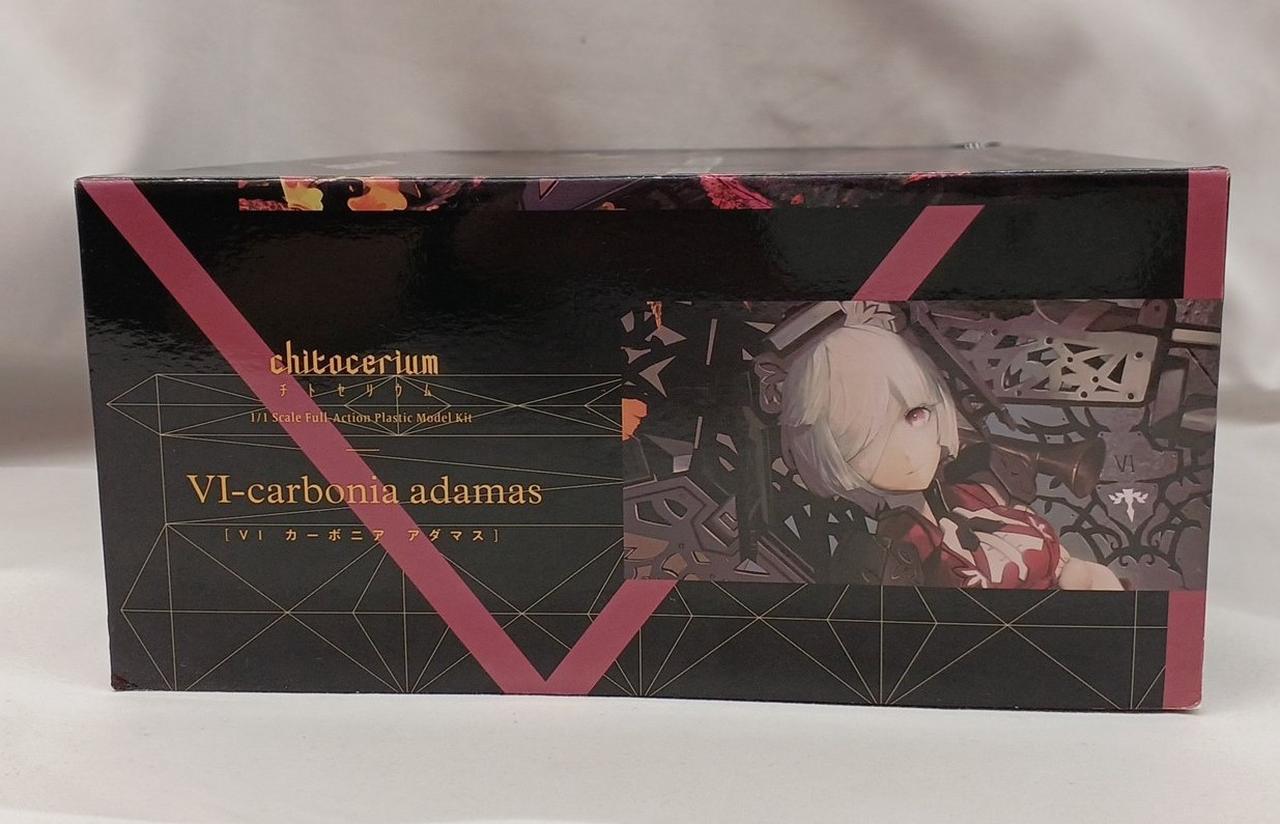 chitocerium
チトセリウム
1/1 Scale Full-Action Plastic Model Kit
VI-carbonia adamas
[VI カーボニア アダマス]
VI